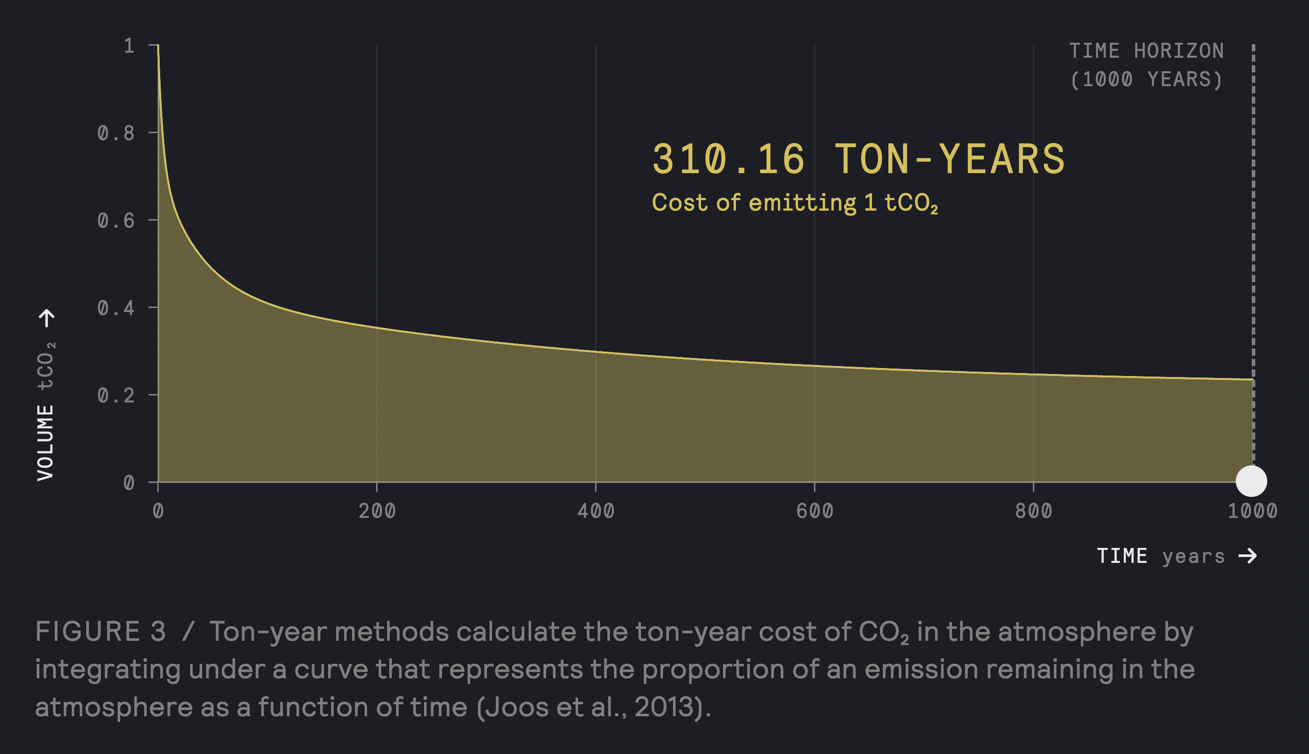 1
TIME HORIZON
(1000 YEARS)
0.8
310.16 TON-YEARS
Cost of emitting 1 tCO₂
0.6
0.4
0.2
0
VOLUME tCO₂ →
0 200 400 600 800 1000
TIME years →
FIGURE 3 / Ton-year methods calculate the ton-year cost of CO₂ in the atmosphere by
integrating under a curve that represents the proportion of an emission remaining in the
atmosphere as a function of time (Joos et al., 2013).